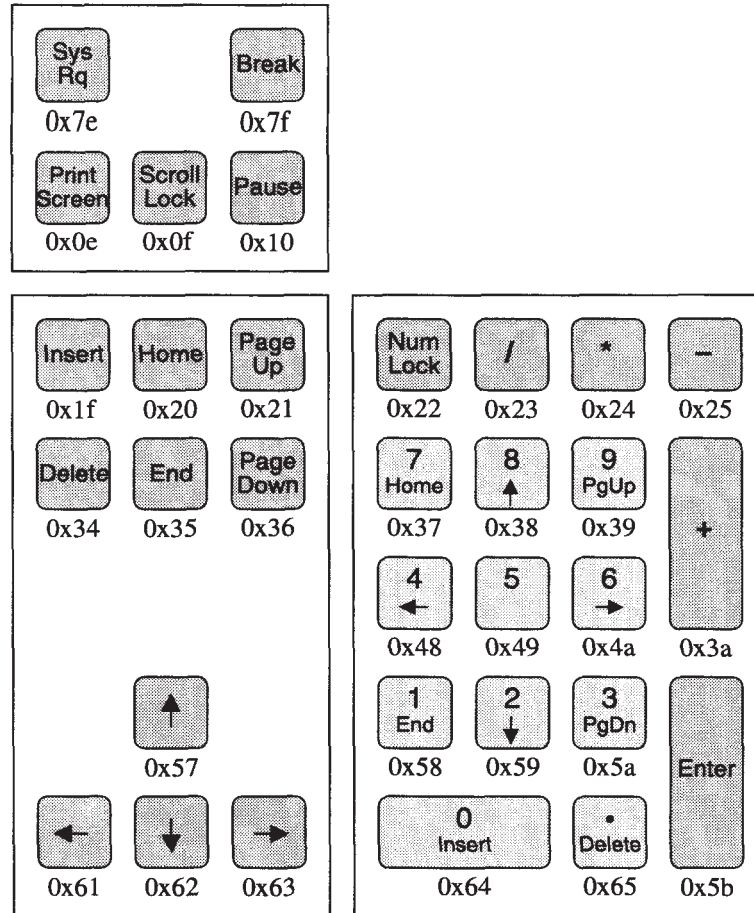 Sys Break
Rq
0x7e 0x7f
Print Scroll Pause
Screen Lock
0x0e 0x0f 0x10
Insert Home Page
Up
0x1f 0x20 0x21
Delete End Page
Down
0x34 0x35 0x36
↑
0x57
← ↓ →
0x61 0x62 0x63
Num / * −
Lock
0x22 0x23 0x24 0x25
7 8 9 +
Home ↑ PgUp
0x37 0x38 0x39
4 5 6
← →
0x48 0x49 0x4a 0x3a
1 2 3
End ↓ PgDn
0x58 0x59 0x5a Enter
0 •
Insert Delete
0x64 0x65 0x5b